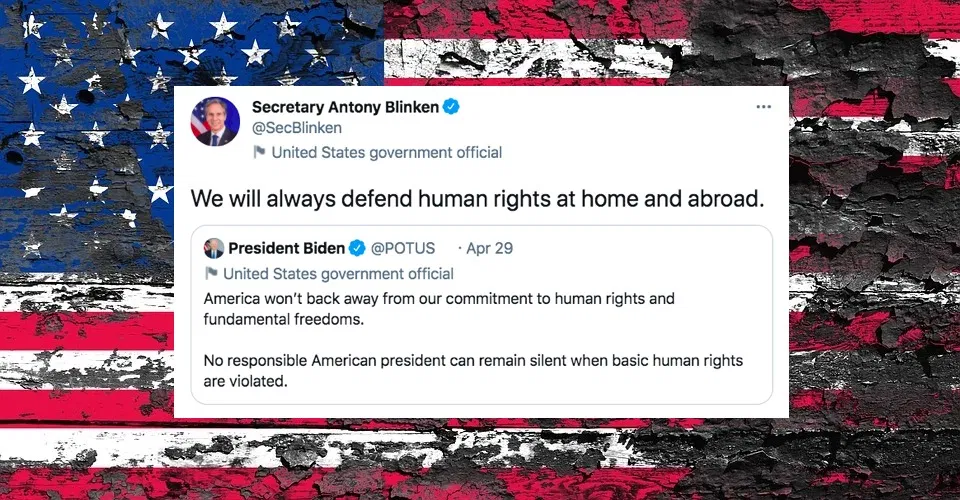 Secretary Antony Blinken
@SecBlinken
United States government official
We will always defend human rights at home and abroad.
President Biden @POTUS · Apr 29
United States government official
America won't back away from our commitment to human rights and
fundamental freedoms.
No responsible American president can remain silent when basic human rights
are violated.